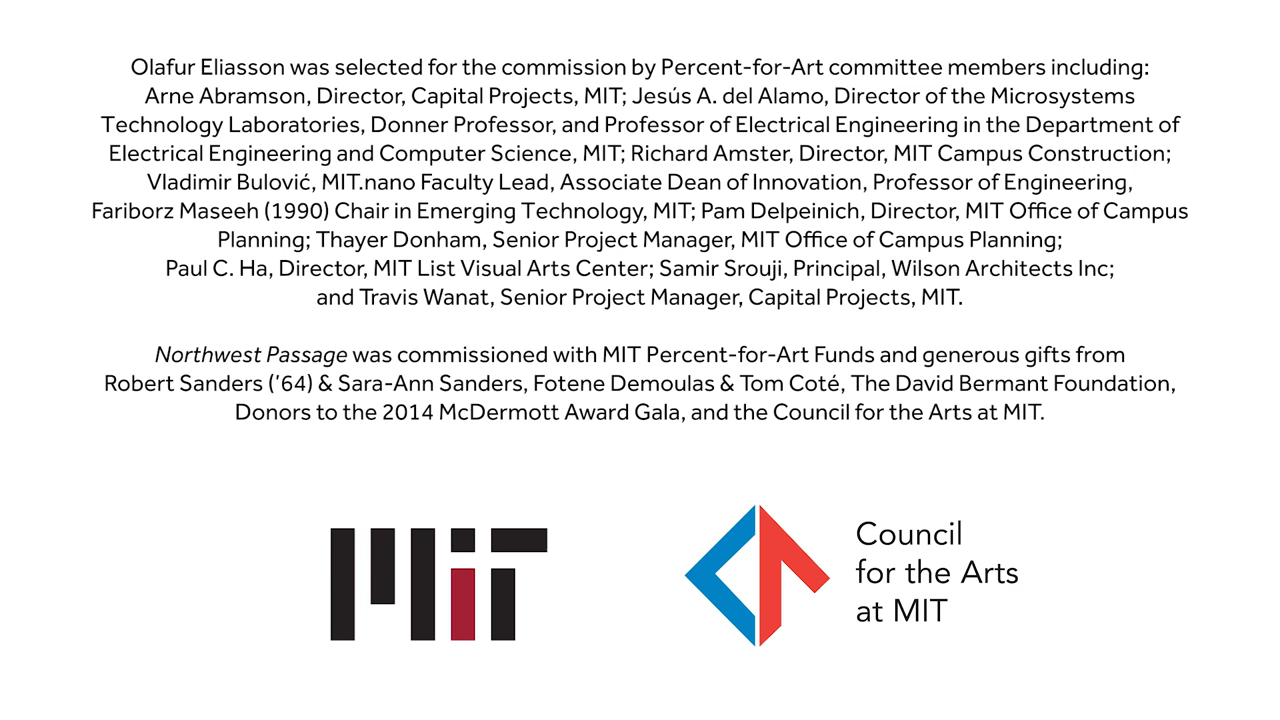 Olafur Eliasson was selected for the commission by Percent-for-Art committee members including:
Arne Abramson, Director, Capital Projects, MIT; Jesús A. del Alamo, Director of the Microsystems
Technology Laboratories, Donner Professor, and Professor of Electrical Engineering in the Department of
Electrical Engineering and Computer Science, MIT; Richard Amster, Director, MIT Campus Construction;
Vladimir Bulović, MIT.nano Faculty Lead, Associate Dean of Innovation, Professor of Engineering,
Fariborz Maseeh (1990) Chair in Emerging Technology, MIT; Pam Delpeinich, Director, MIT Office of Campus
Planning; Thayer Donham, Senior Project Manager, MIT Office of Campus Planning;
Paul C. Ha, Director, MIT List Visual Arts Center; Samir Srouji, Principal, Wilson Architects Inc;
and Travis Wanat, Senior Project Manager, Capital Projects, MIT.
Northwest Passage was commissioned with MIT Percent-for-Art Funds and generous gifts from
Robert Sanders ('64) & Sara-Ann Sanders, Fotene Demoulas & Tom Coté, The David Bermant Foundation,
Donors to the 2014 McDermott Award Gala, and the Council for the Arts at MIT.
MiT
Council
for the Arts
at MIT